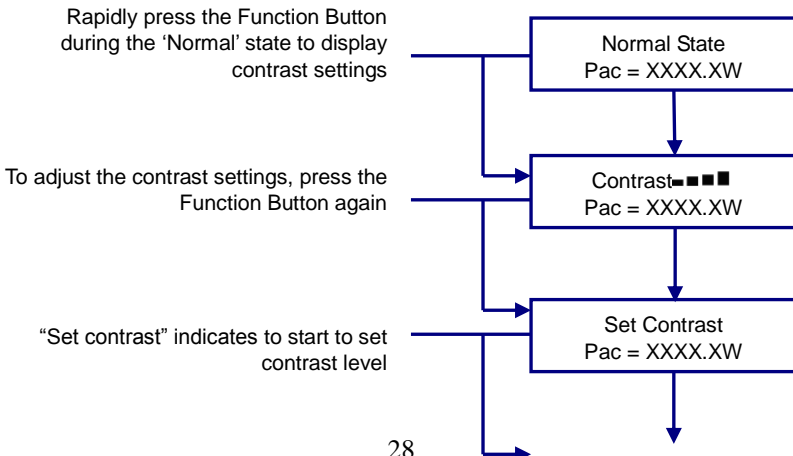 Rapidly press the Function Button
during the ‘Normal’ state to display
contrast settings
Normal State
Pac = XXXX.XW
To adjust the contrast settings, press the
Function Button again
Contrast
Pac = XXXX.XW
“Set contrast” indicates to start to set
contrast level
Set Contrast
Pac = XXXX.XW
28